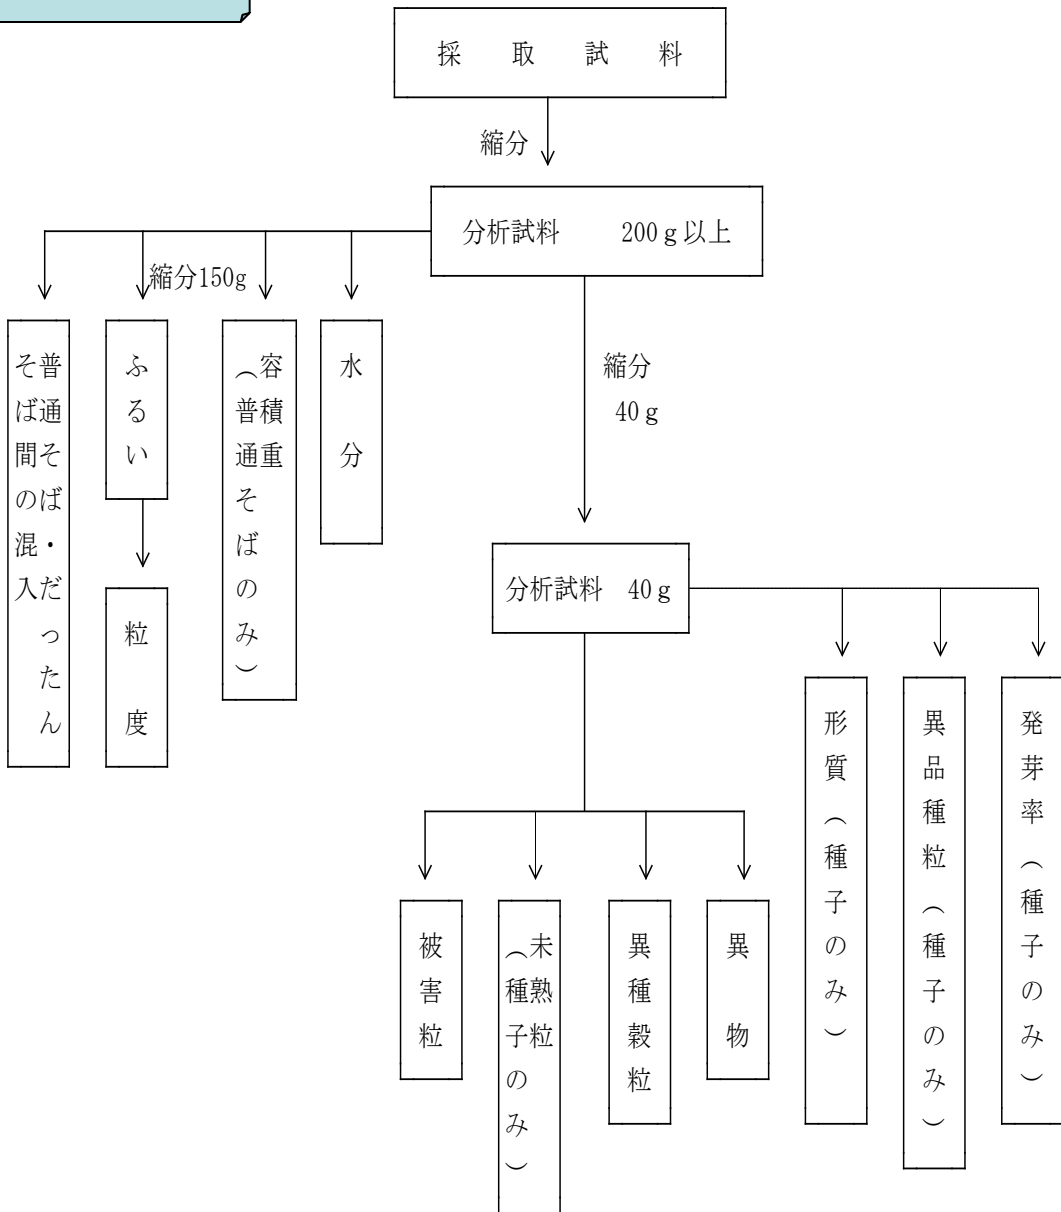 採取試料
縮分
分析試料 200g以上
縮分150g
普通そば・だったん
そば間の混入
ふるい
粒度
容積重
（普通そばのみ）
水分
縮分
40g
分析試料 40g
被害粒
未熟粒
（種子のみ）
異種穀粒
異物
形質（種子のみ）
異品種粒（種子のみ）
発芽率（種子のみ）